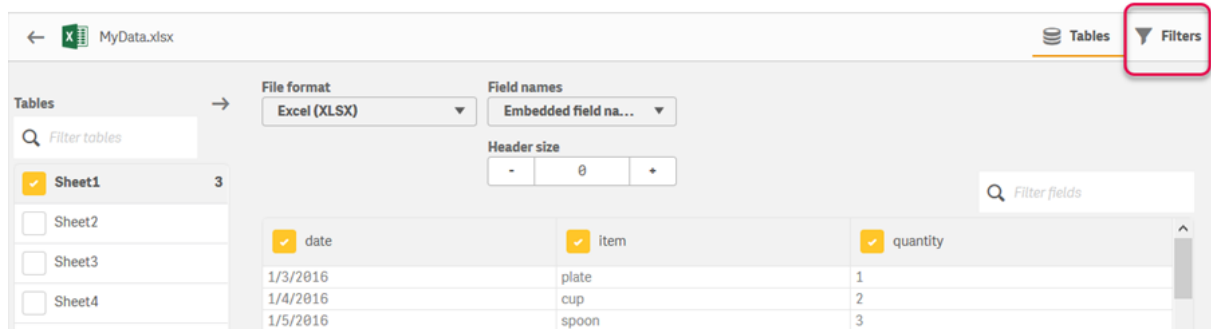 MyData.xlsx
Tables
Filters
Tables
Filter tables
Sheet1 3
Sheet2
Sheet3
Sheet4
File format
Excel (XLSX)
Field names
Embedded field na...
Header size
- 0 +
Filter fields
date item quantity
1/3/2016 plate 1
1/4/2016 cup 2
1/5/2016 spoon 3